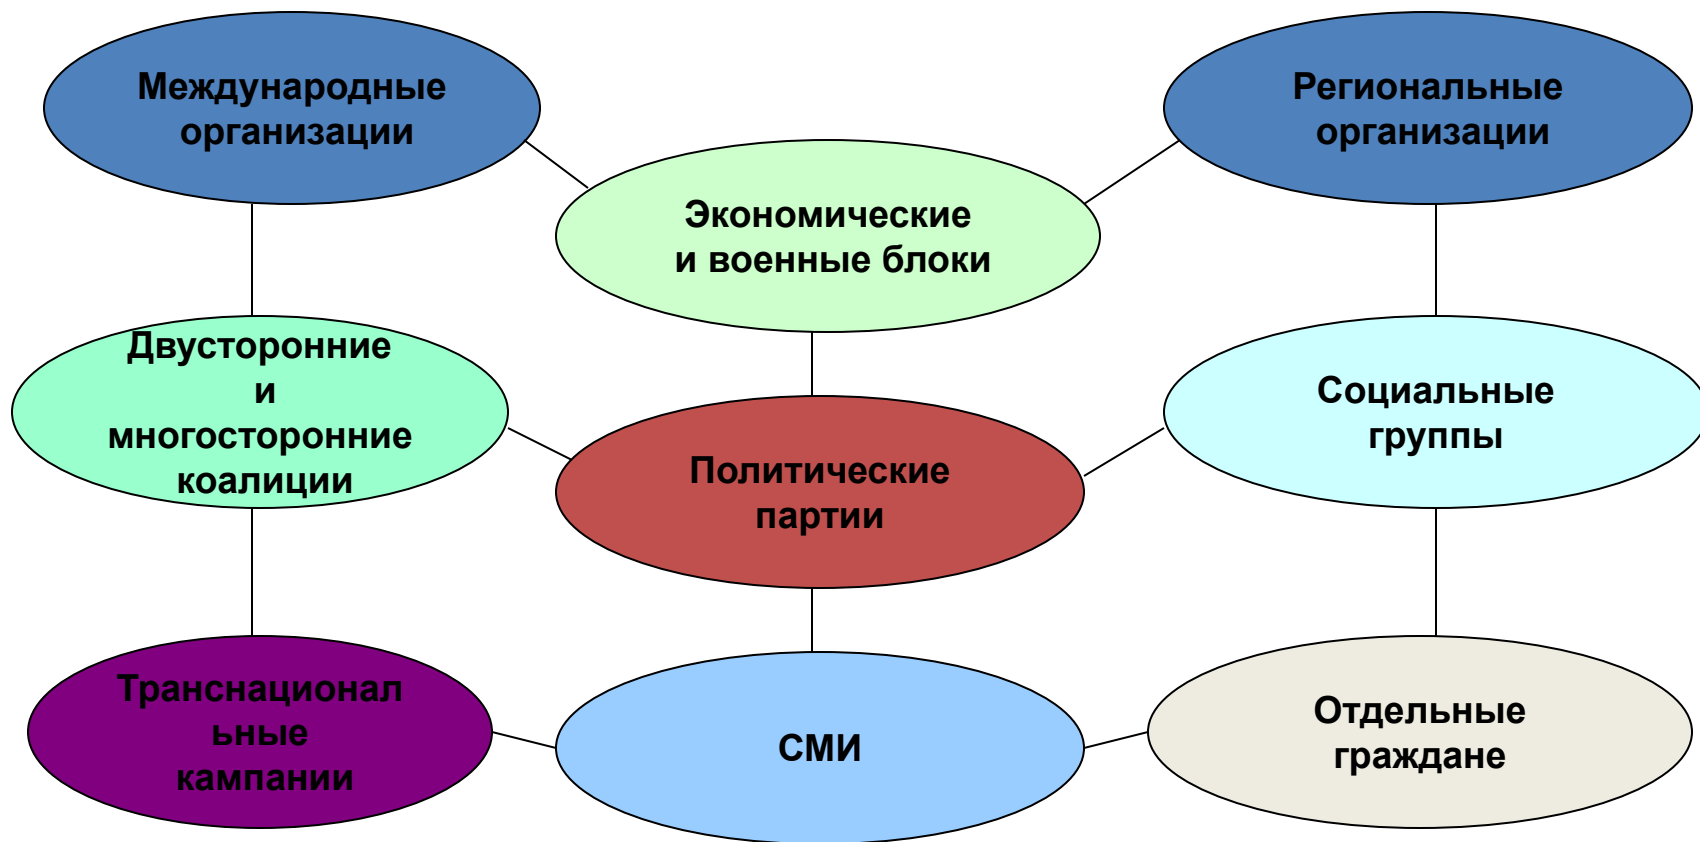 Международные
организации
Региональные
организации
Экономические
и военные блоки
Двусторонние
и
многосторонние
коалиции
Социальные
группы
Политические
партии
Транснационал
ьные
кампании
СМИ
Отдельные
граждане